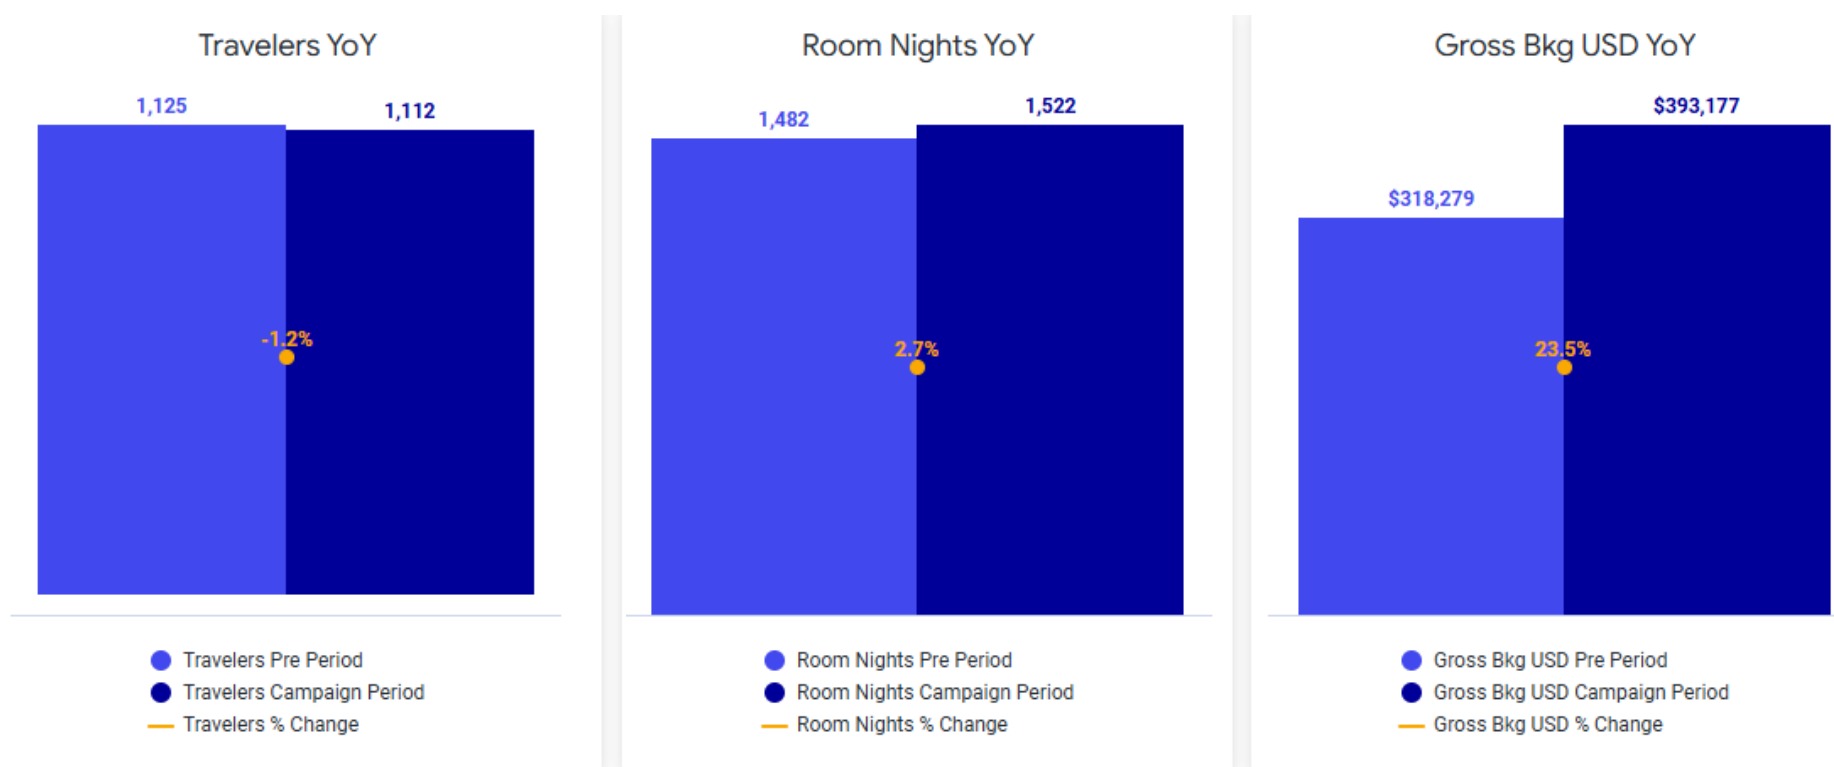 Travelers YoY
1,125
1,112
-1.2%
Travelers Pre Period
Travelers Campaign Period
Travelers % Change
Room Nights YoY
1,482
1,522
2.7%
Room Nights Pre Period
Room Nights Campaign Period
Room Nights % Change
Gross Bkg USD YoY
$318,279
$393,177
23.5%
Gross Bkg USD Pre Period
Gross Bkg USD Campaign Period
Gross Bkg USD % Change